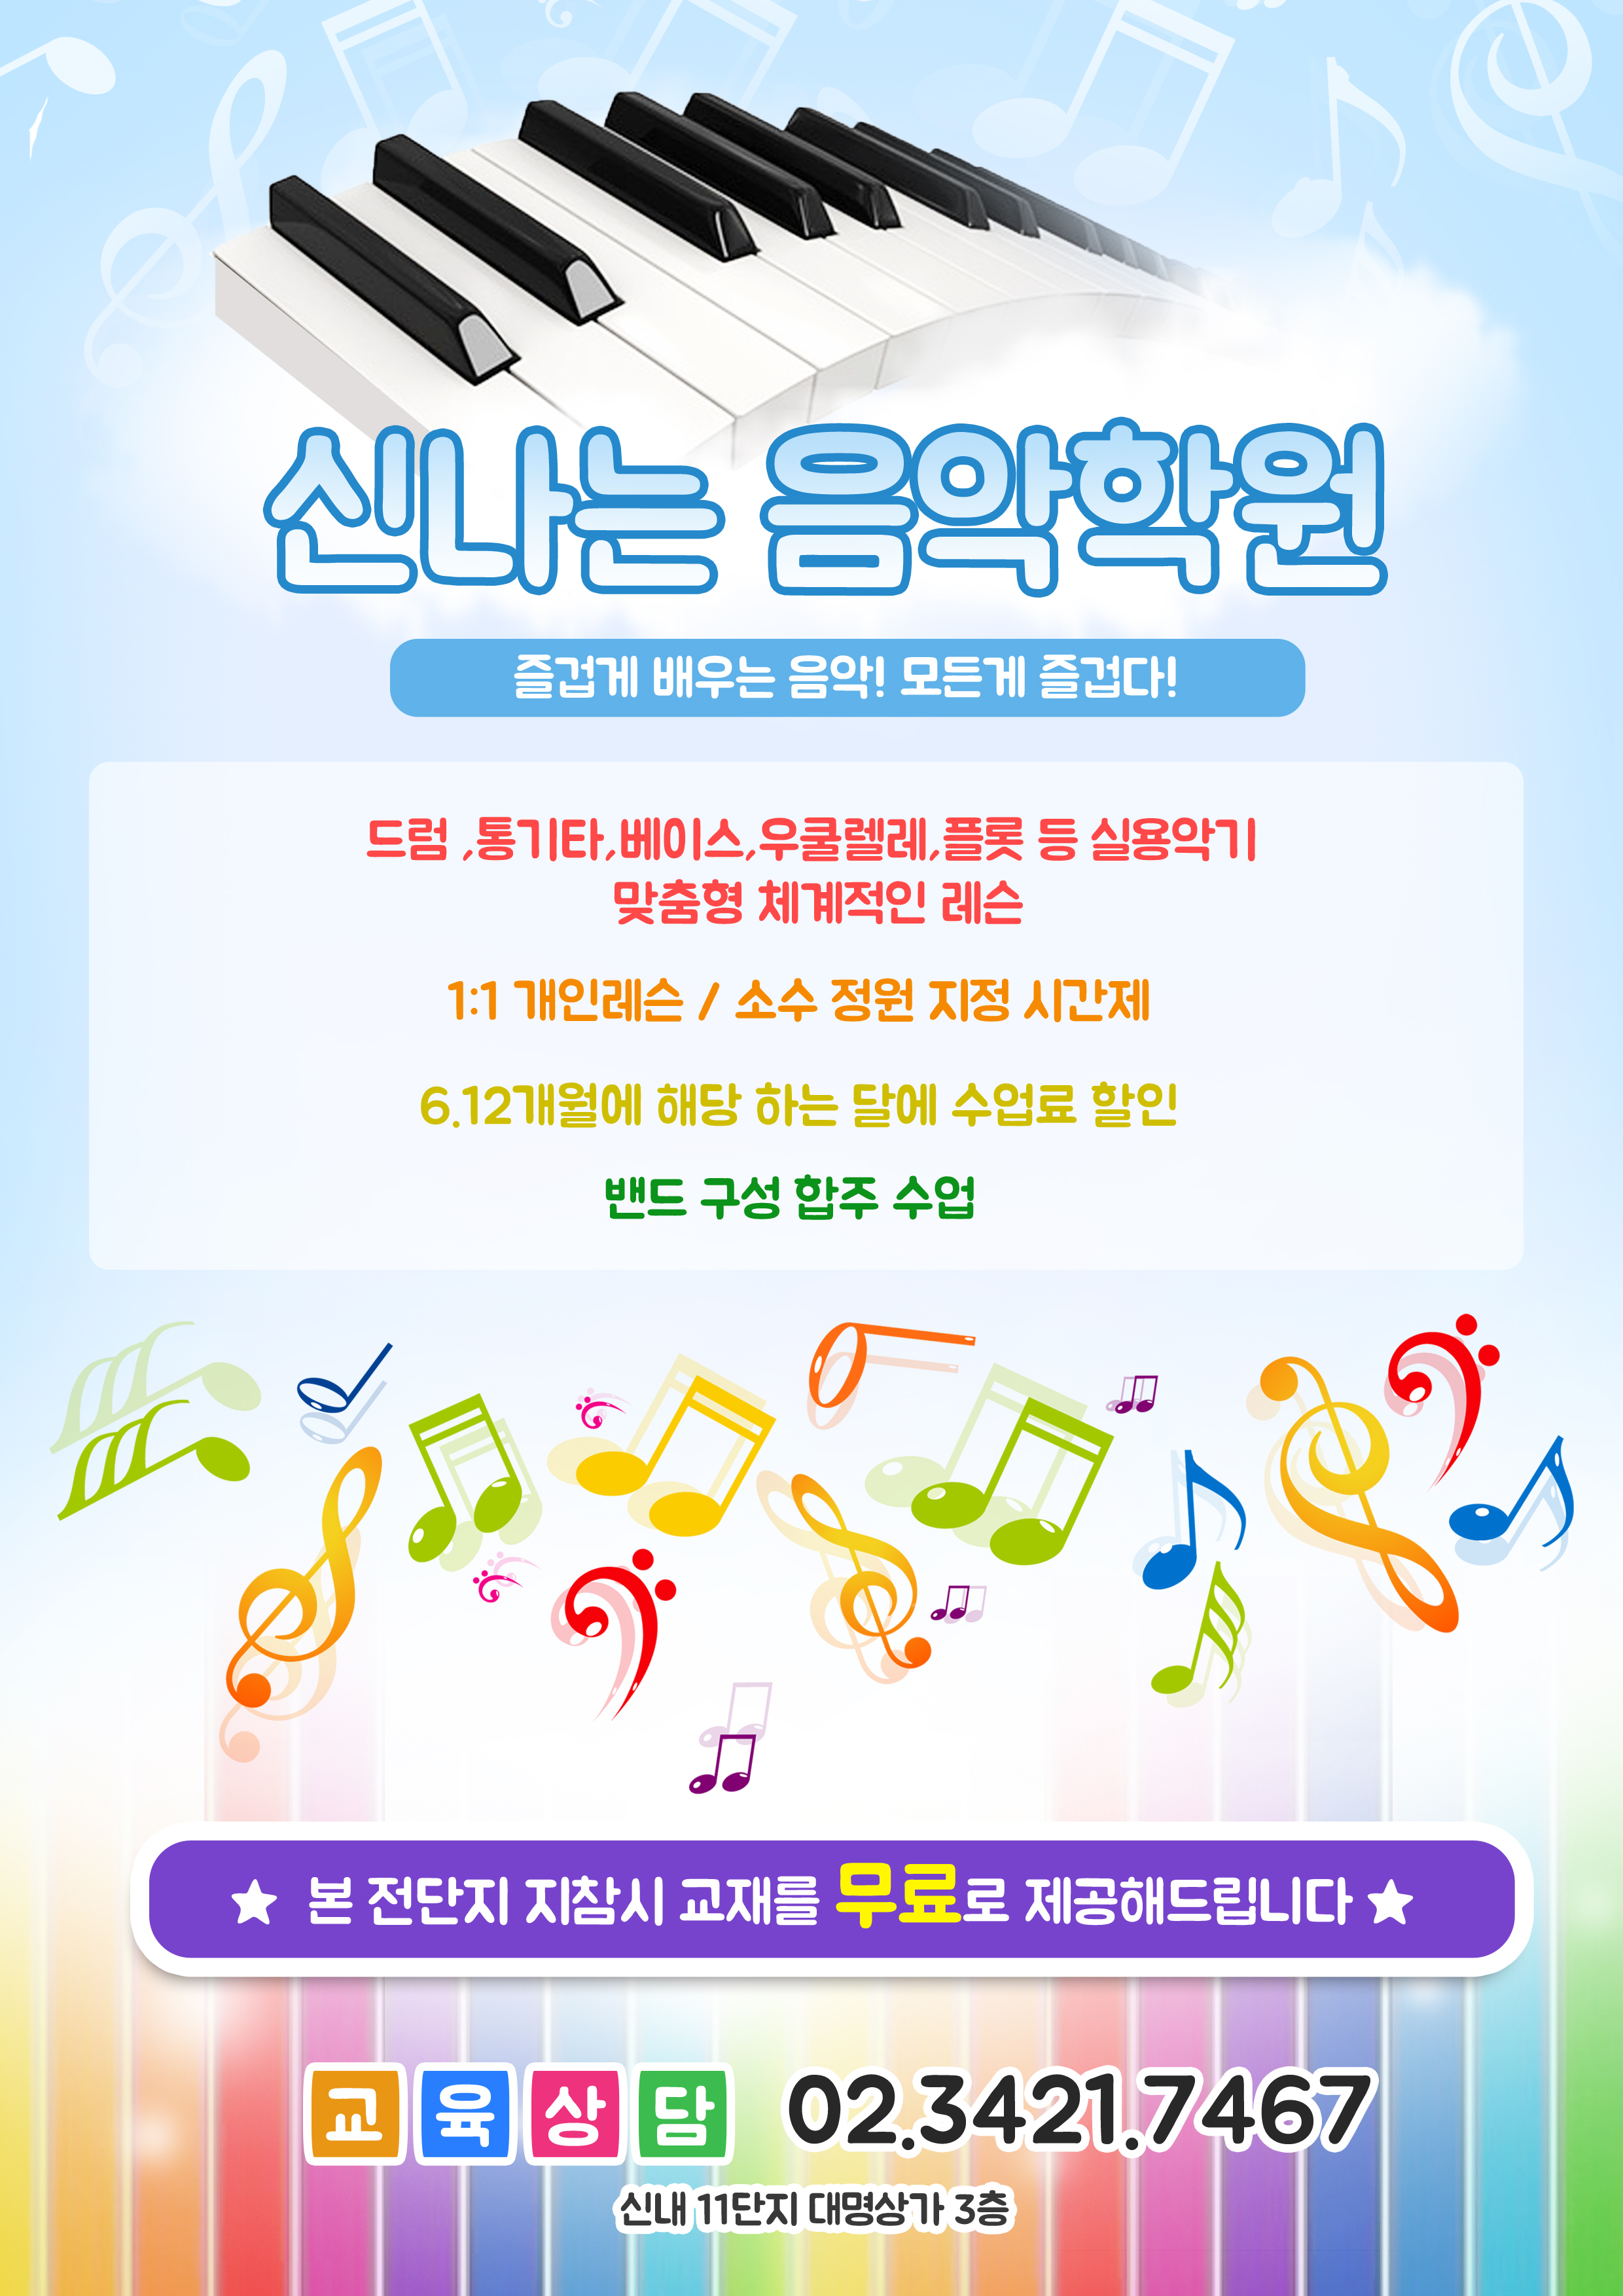 신나는 음악학원
즐겁게 배우는 음악! 모든게 즐겁다!
드럼 ,통기타,베이스,우쿨렐레,플롯 등 실용악기
맞춤형 체계적인 레슨
1:1 개인레슨 / 소수 정원 지정 시간제
6.12개월에 해당 하는 달에 수업료 할인
밴드 구성 합주 수업
★ 본 전단지 지참시 교재를 무료로 제공해드립니다 ★
교육상담 02.3421.7467
신내 11단지 대명상가 3층